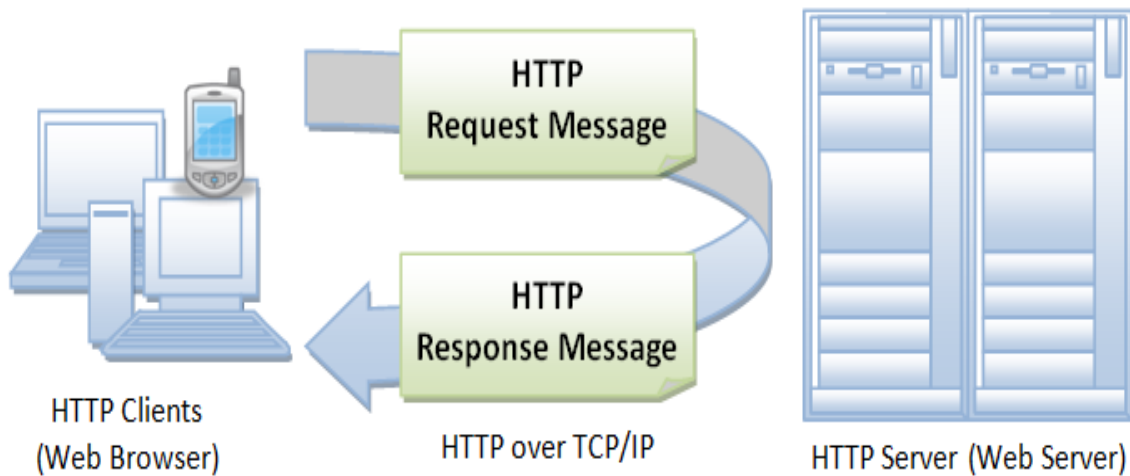 HTTP
Request Message
HTTP
Response Message
HTTP Clients
(Web Browser)
HTTP over TCP/IP
HTTP Server (Web Server)